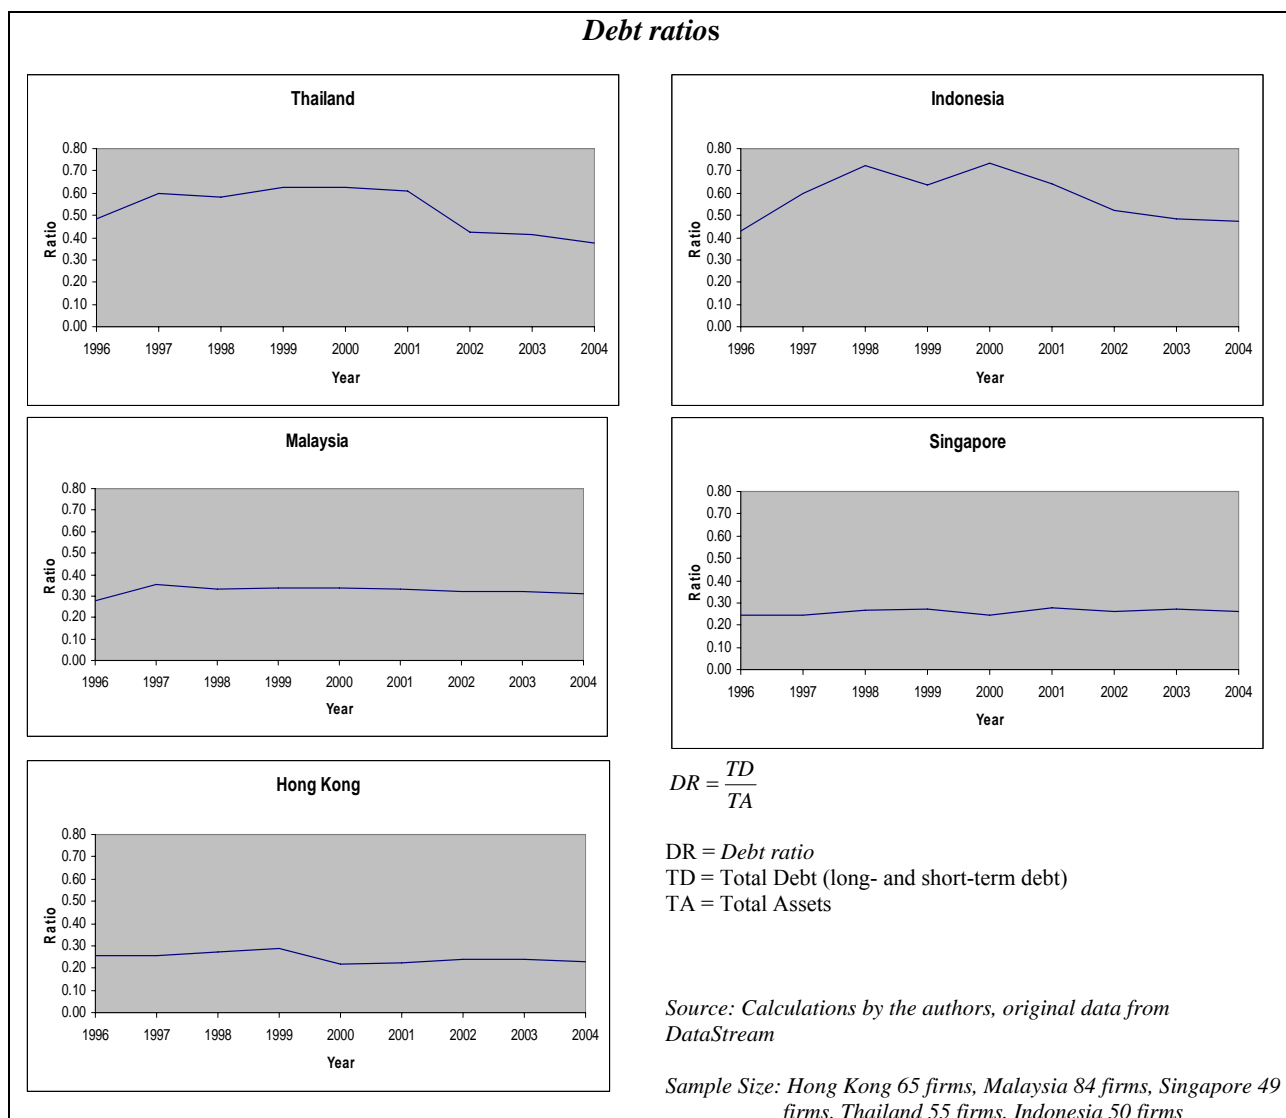 Debt ratios
Thailand
0.80
0.70
0.60
0.50
0.40
0.30
0.20
0.10
0.00
Ratio
1996 1997 1998 1999 2000 2001 2002 2003 2004
Year
Indonesia
0.80
0.70
0.60
0.50
0.40
0.30
0.20
0.10
0.00
Ratio
1996 1997 1998 1999 2000 2001 2002 2003 2004
Year
Malaysia
0.80
0.70
0.60
0.50
0.40
0.30
0.20
0.10
0.00
Ratio
1996 1997 1998 1999 2000 2001 2002 2003 2004
Year
Singapore
0.80
0.70
0.60
0.50
0.40
0.30
0.20
0.10
0.00
Ratio
1996 1997 1998 1999 2000 2001 2002 2003 2004
Year
Hong Kong
0.80
0.70
0.60
0.50
0.40
0.30
0.20
0.10
0.00
Ratio
1996 1997 1998 1999 2000 2001 2002 2003 2004
Year
DR = TD
TA
DR = Debt ratio
TD = Total Debt (long- and short-term debt)
TA = Total Assets
Source: Calculations by the authors, original data from
DataStream
Sample Size: Hong Kong 65 firms, Malaysia 84 firms, Singapore 49
firms, Thailand 55 firms, Indonesia 50 firms